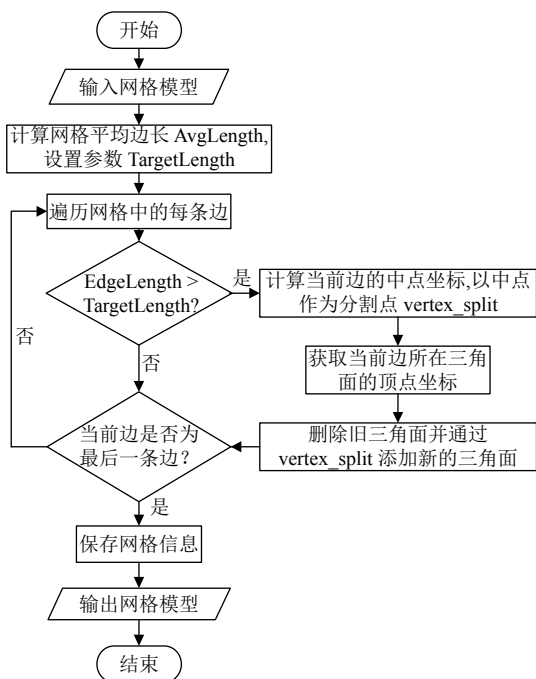 开始
输入网格模型
计算网格平均边长 AvgLength,
设置参数 TargetLength
遍历网格中的每条边
EdgeLength >
TargetLength?
是
计算当前边的中点坐标,以中点
作为分割点 vertex_split
否
否
获取当前边所在三角
面的顶点坐标
当前边是否为
最后一条边?
删除旧三角面并通过
vertex_split 添加新的三角面
是
保存网格信息
输出网格模型
结束